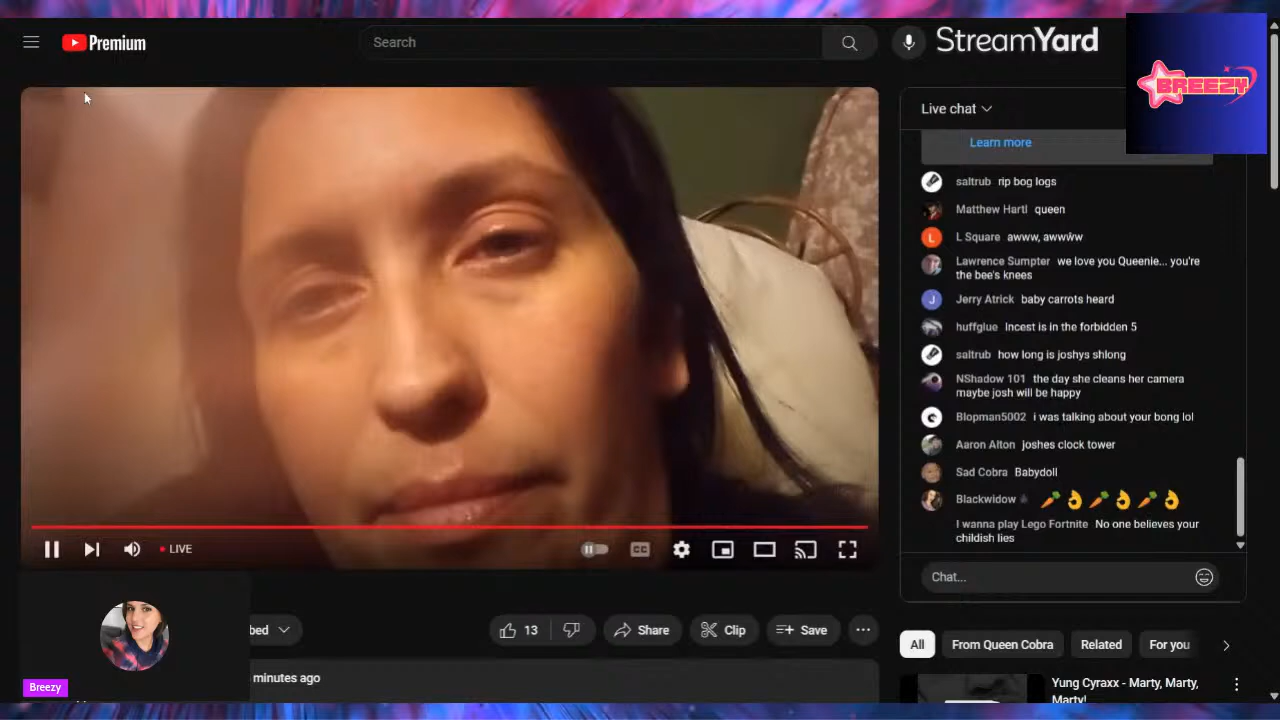 Premium
Search
StreamYard
BREEZY
Live chat
Learn more
saltrub rip bog logs
Matthew Hartl queen
L Square awww, awwŵw
Lawrence Sumpter we love you Queenie... you're
the bee's knees
Jerry Atrick baby carrots heard
huffglue Incest is in the forbidden 5
saltrub how long is joshys shlong
NShadow 101 the day she cleans her camera
maybe josh will be happy
Blopman5002 i was talking about your bong lol
Aaron Alton joshes clock tower
Sad Cobra Babydoll
Blackwidow 🥕👌🥕👌🥕👌
I wanna play Lego Fortnite No one believes your
childish lies
LIVE
CC
Chat...
bed
13
Share
Clip
Save
All
From Queen Cobra
Related
For you
minutes ago
Breezy
Yung Cyraxx - Marty, Marty,
Marty!